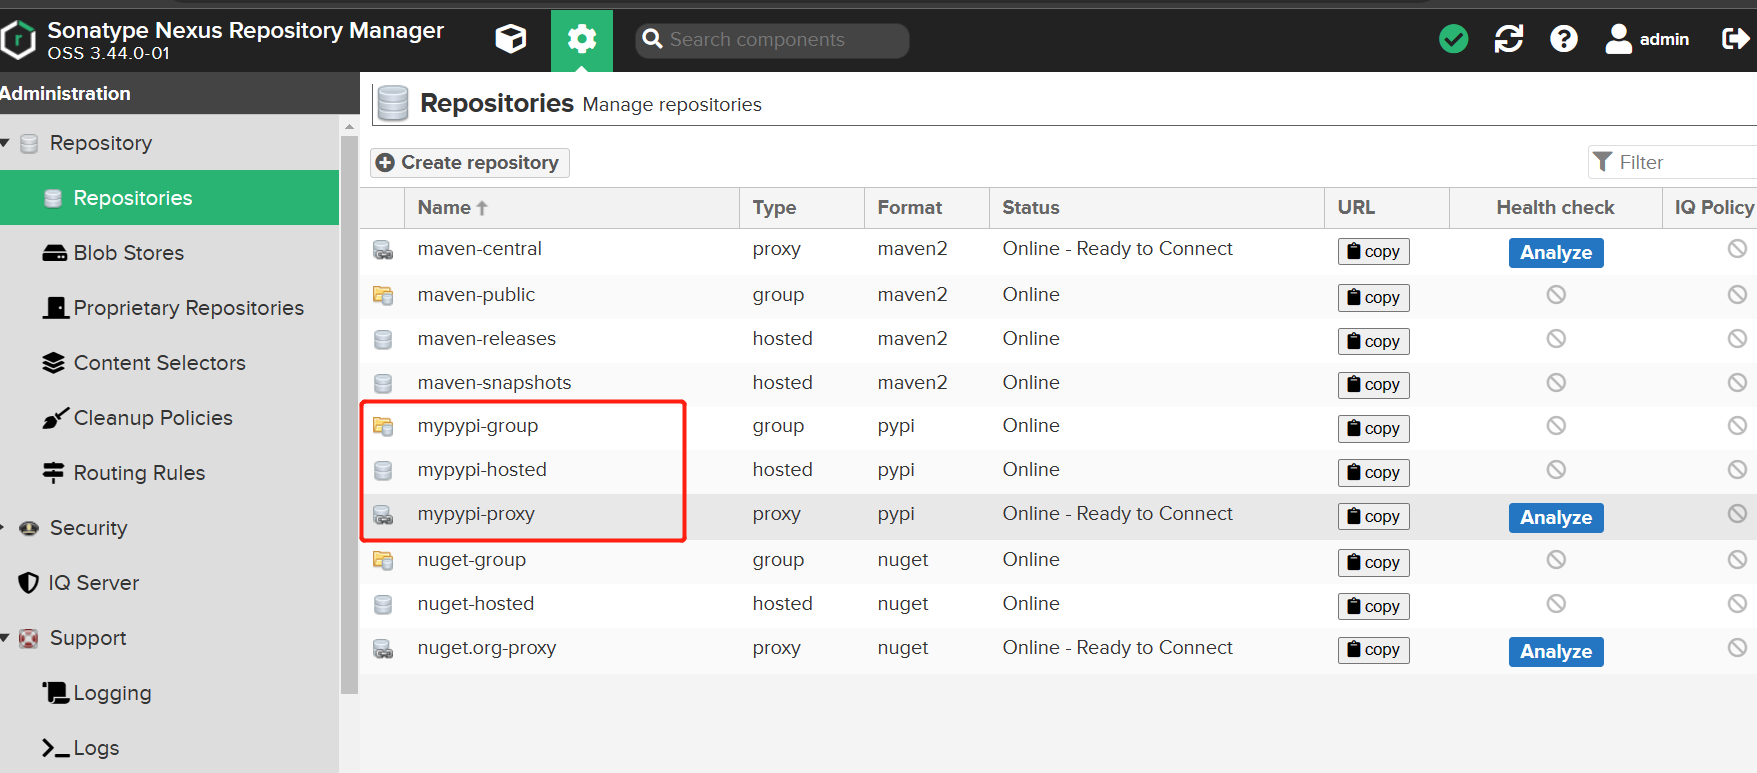 Sonatype Nexus Repository Manager
OSS 3.44.0-01
Search components
admin
Administration
Repository
Repositories
Blob Stores
Proprietary Repositories
Content Selectors
Cleanup Policies
Routing Rules
Security
IQ Server
Support
Logging
Logs
Repositories Manage repositories
Create repository
Filter
Name Type Format Status URL Health check IQ Policy
maven-central proxy maven2 Online - Ready to Connect copy Analyze
maven-public group maven2 Online copy
maven-releases hosted maven2 Online copy
maven-snapshots hosted maven2 Online copy
mypypi-group group pypi Online copy
mypypi-hosted hosted pypi Online copy
mypypi-proxy proxy pypi Online - Ready to Connect copy Analyze
nuget-group group nuget Online copy
nuget-hosted hosted nuget Online copy
nuget.org-proxy proxy nuget Online - Ready to Connect copy Analyze